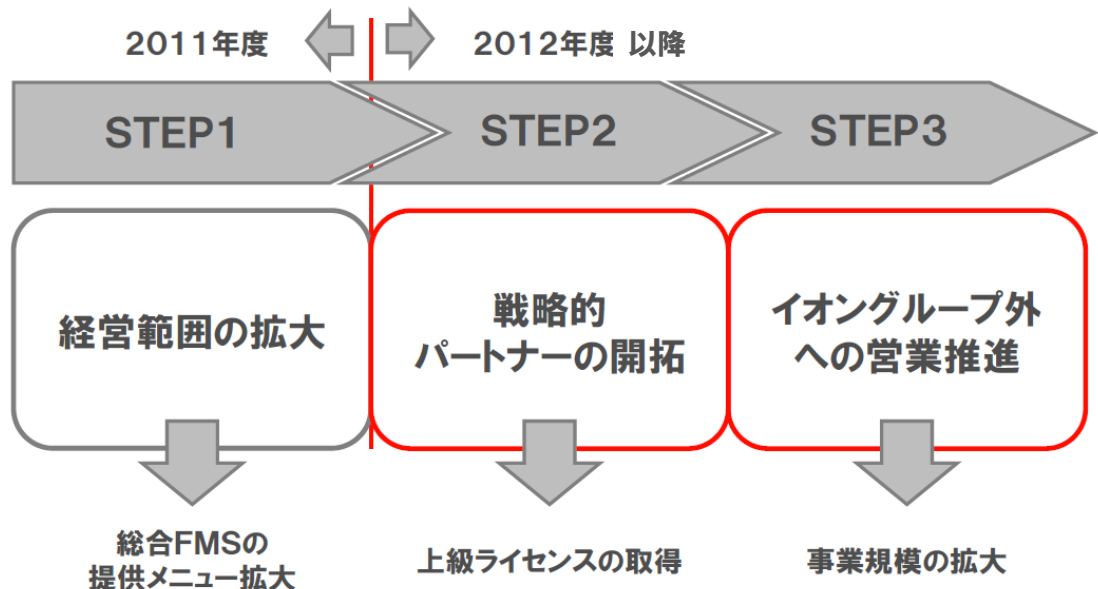 2011年度
2012年度 以降
STEP1
STEP2
STEP3
経営範囲の拡大
戦略的
パートナーの開拓
イオングループ外
への営業推進
総合FMSの
提供メニュー拡大
上級ライセンスの取得
事業規模の拡大